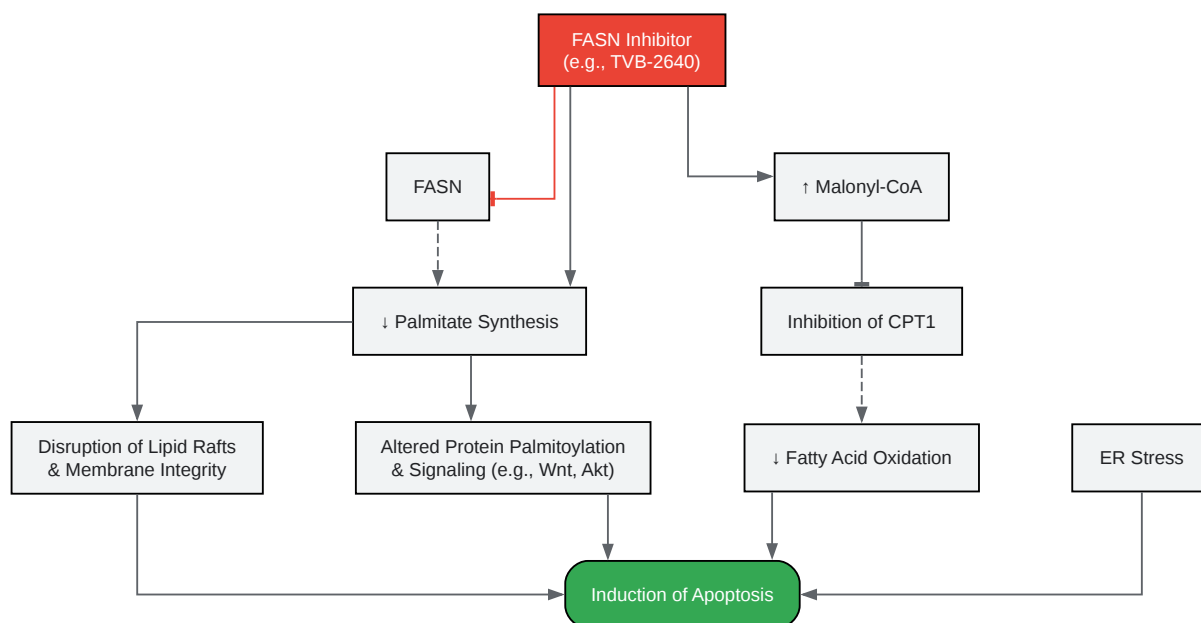 FASN Inhibitor
(e.g., TVB-2640)
FASN
↑ Malonyl-CoA
↓ Palmitate Synthesis
Inhibition of CPT1
Disruption of Lipid Rafts
& Membrane Integrity
Altered Protein Palmitoylation
& Signaling (e.g., Wnt, Akt)
↓ Fatty Acid Oxidation
ER Stress
Induction of Apoptosis